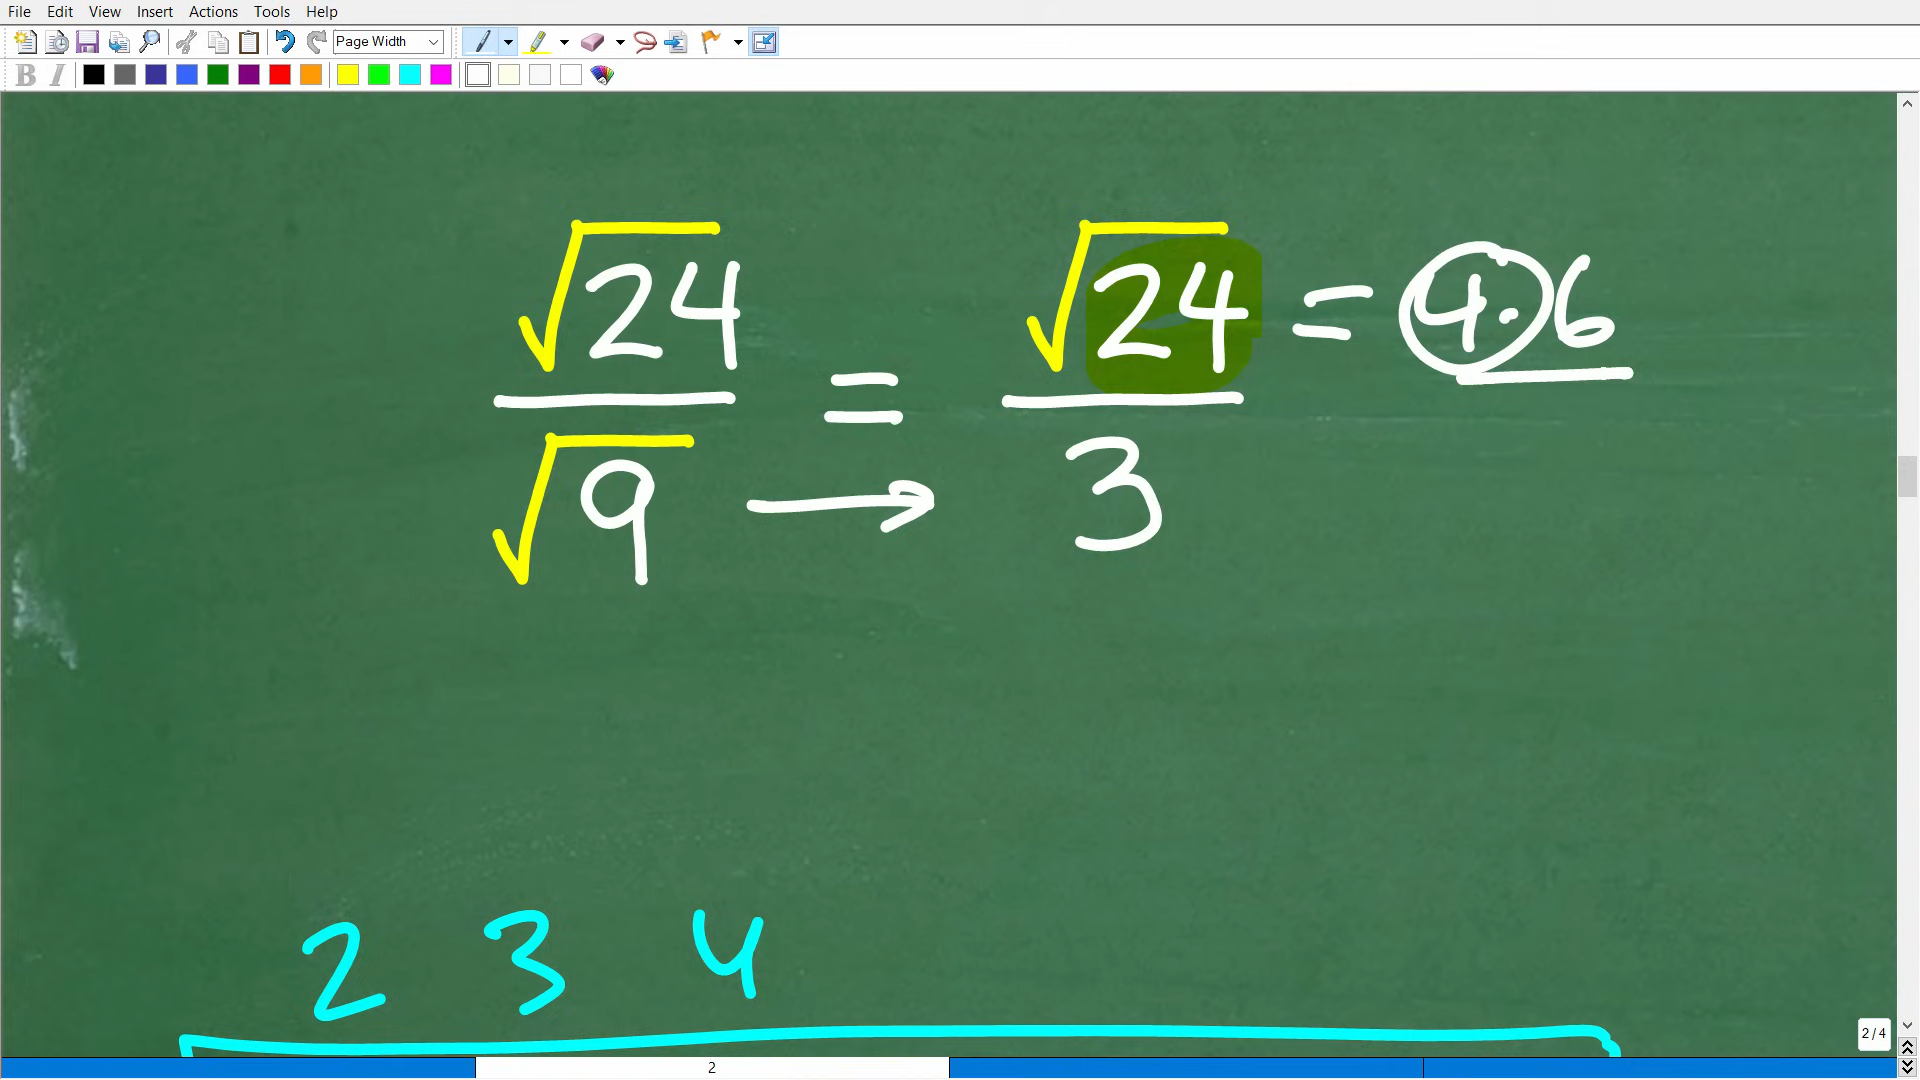 File Edit View Insert Actions Tools Help
Page Width
B I
√24 / √9 = √24 / 3 = 4·6
→
2 3 4
2 / 4
2